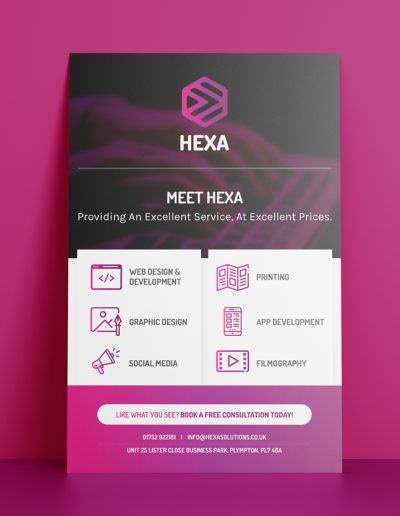 HEXA
MEET HEXA
Providing An Excellent Service, At Excellent Prices.
WEB DESIGN &
DEVELOPMENT
PRINTING
GRAPHIC DESIGN
APP DEVELOPMENT
SOCIAL MEDIA
FILMOGRAPHY
LIKE WHAT YOU SEE? BOOK A FREE CONSULTATION TODAY!
01752 922161 | INFO@HEXASOLUTIONS.CO.UK
UNIT 25 LISTER CLOSE BUSINESS PARK, PLYMPTON, PL7 4BA